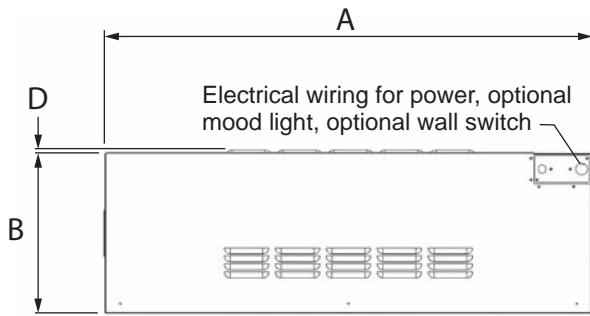 A
D
Electrical wiring for power, optional
mood light, optional wall switch
B